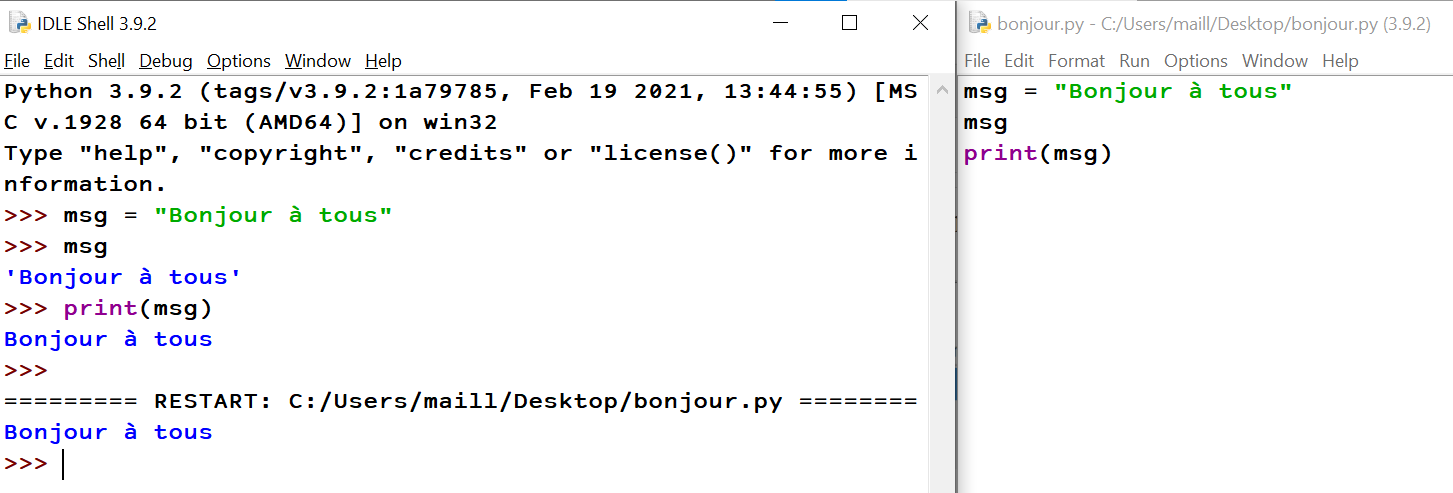 IDLE Shell 3.9.2
File Edit Shell Debug Options Window Help
Python 3.9.2 (tags/v3.9.2:1a79785, Feb 19 2021, 13:44:55) [MS
C v.1928 64 bit (AMD64)] on win32
Type "help", "copyright", "credits" or "license()" for more i
nformation.
>>> msg = "Bonjour à tous"
>>> msg
'Bonjour à tous'
>>> print(msg)
Bonjour à tous
>>>
========= RESTART: C:/Users/maill/Desktop/bonjour.py ========
Bonjour à tous
>>>
bonjour.py - C:/Users/maill/Desktop/bonjour.py (3.9.2)
File Edit Format Run Options Window Help
msg = "Bonjour à tous"
msg
print(msg)